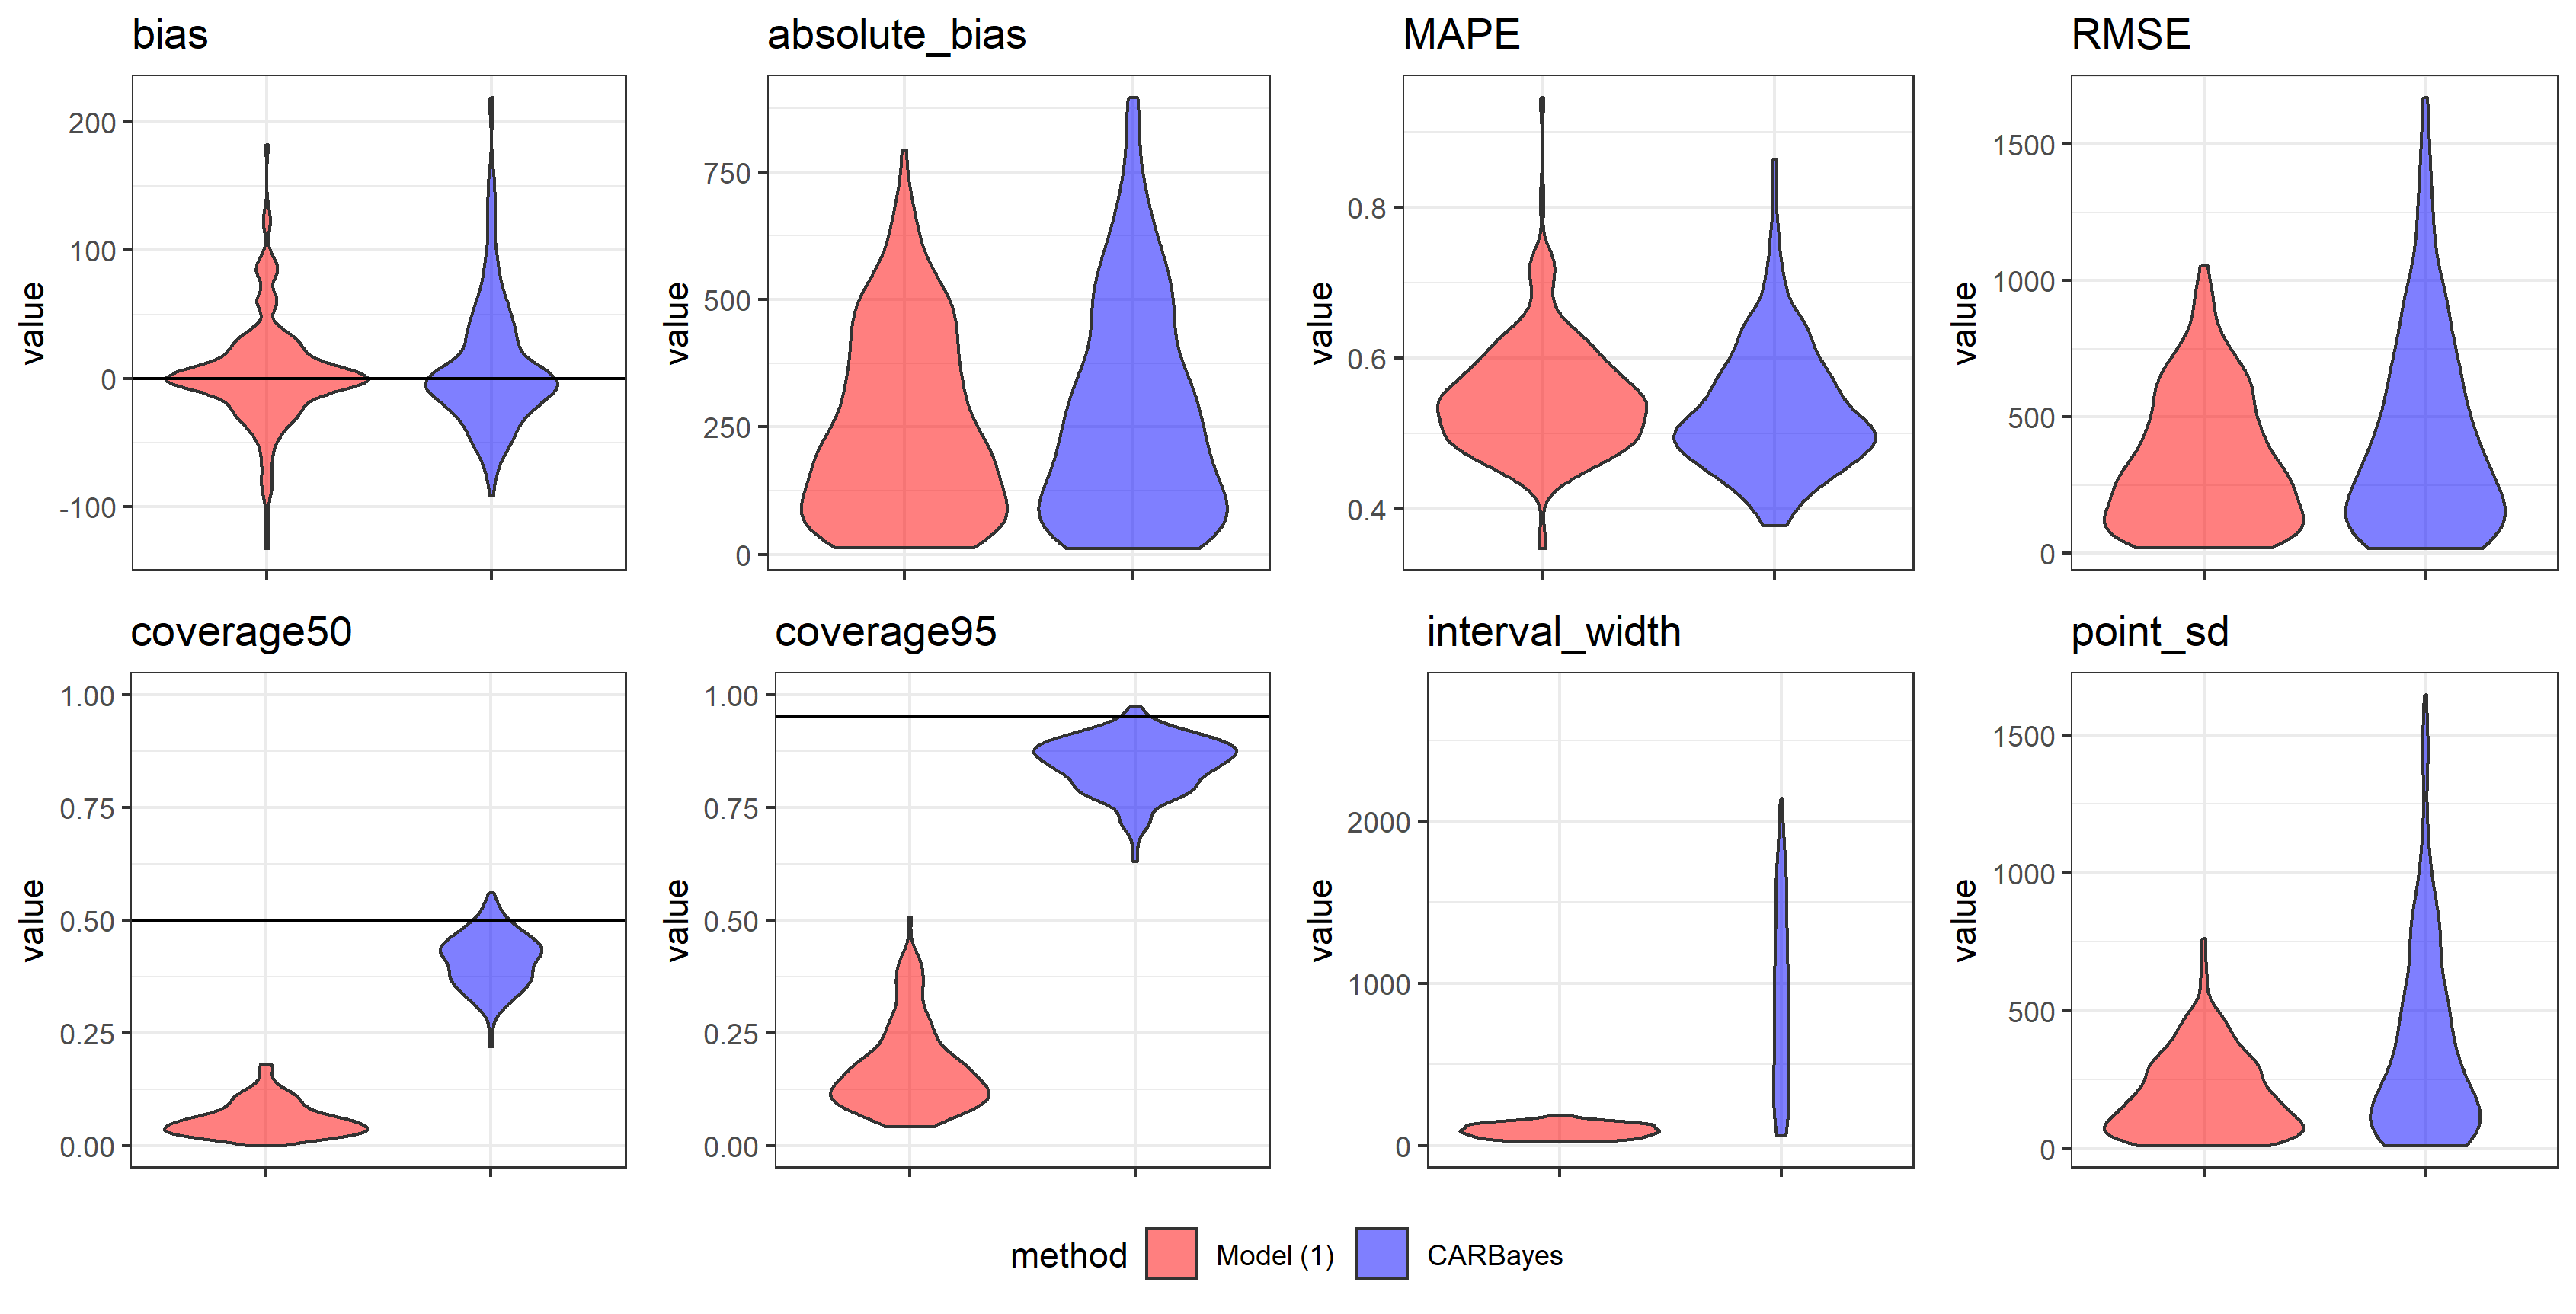 bias
absolute_bias
MAPE
RMSE
value
200
100
0
-100
value
750
500
250
0
value
0.8
0.6
0.4
value
1500
1000
500
0
coverage50
coverage95
interval_width
point_sd
value
1.00
0.75
0.50
0.25
0.00
value
1.00
0.75
0.50
0.25
0.00
value
2000
1000
0
value
1500
1000
500
0
method Model (1) CARBayes